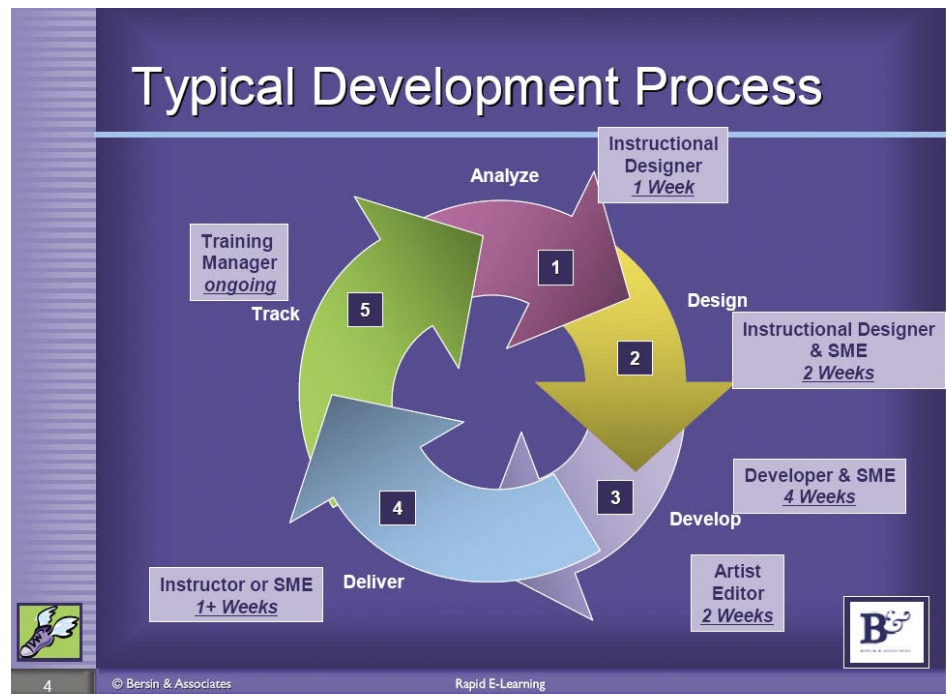 Typical Development Process
Analyze
Instructional
Designer
1 Week
1
Design
Instructional Designer
& SME
2 Weeks
2
Developer & SME
4 Weeks
3
Develop
Artist
Editor
2 Weeks
4
Deliver
Instructor or SME
1+ Weeks
Training
Manager
ongoing
Track
5
B&
BERSIN & ASSOCIATES
4
© Bersin & Associates
Rapid E-Learning